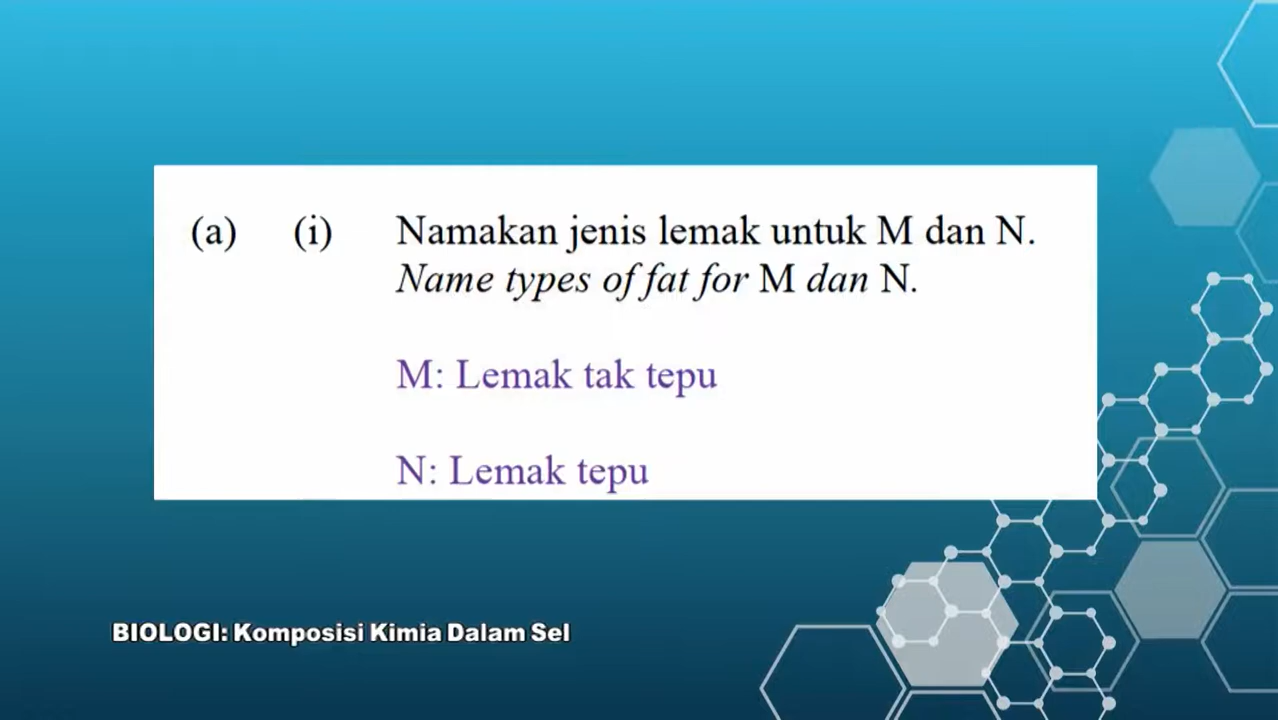 (a) (i) Namakan jenis lemak untuk M dan N.
Name types of fat for M dan N.
M: Lemak tak tepu
N: Lemak tepu
BIOLOGI: Komposisi Kimia Dalam Sel